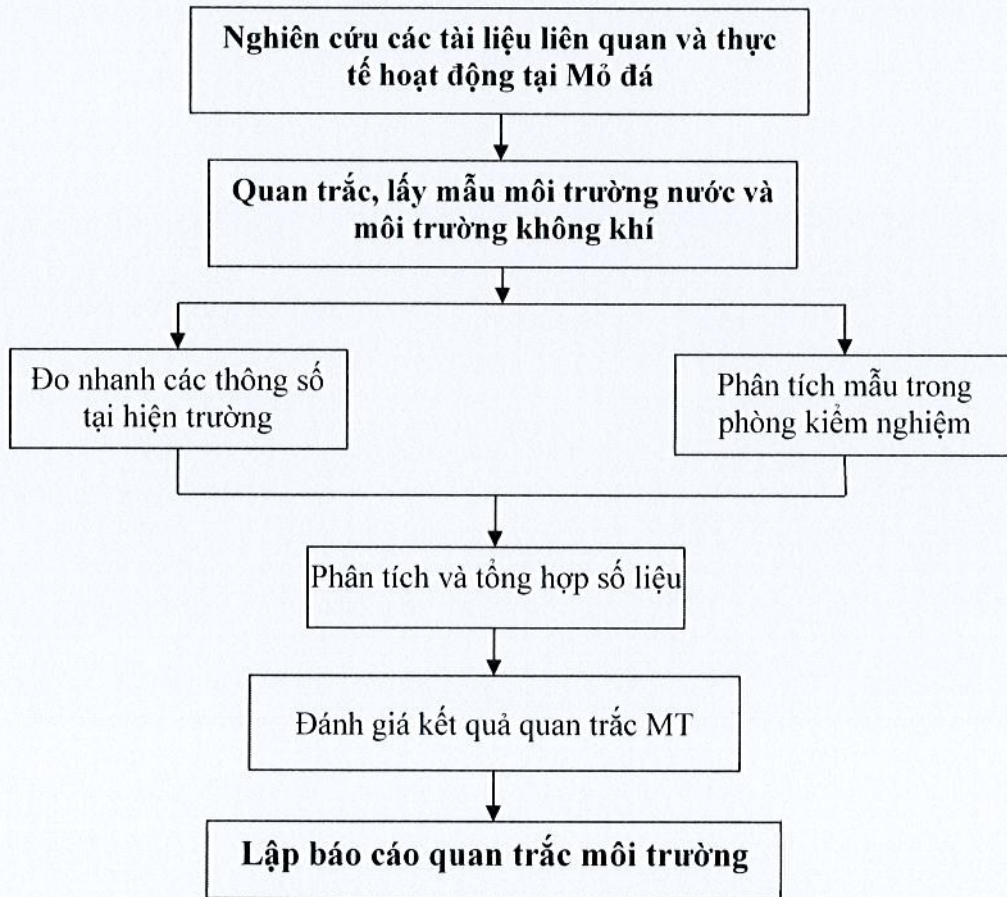 Nghiên cứu các tài liệu liên quan và thực
tế hoạt động tại Mỏ đá
Quan trắc, lấy mẫu môi trường nước và
môi trường không khí
Đo nhanh các thông số
tại hiện trường
Phân tích mẫu trong
phòng kiểm nghiệm
Phân tích và tổng hợp số liệu
Đánh giá kết quả quan trắc MT
Lập báo cáo quan trắc môi trường